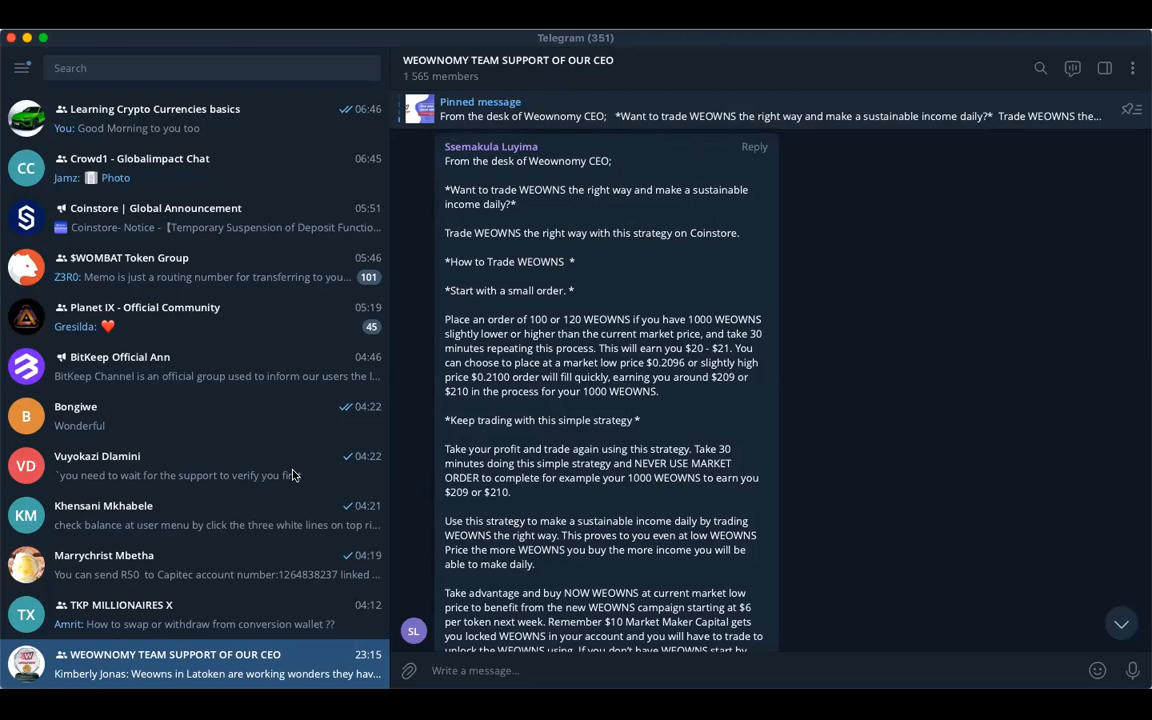 Telegram (351)
Search
Learning Crypto Currencies basics 06:46
You: Good Morning to you too
CC Crowd1 - Globalimpact Chat 06:45
Jamz: Photo
Coinstore | Global Announcement 05:51
Coinstore- Notice -【Temporary Suspension of Deposit Functio...
$WOMBAT Token Group 05:46
Z3R0: Memo is just a routing number for transferring to you... 101
Planet IX - Official Community 05:19
Gresilda: ❤️ 45
BitKeep Official Ann 04:46
BitKeep Channel is an official group used to inform our users the l...
B Bongiwe 04:22
Wonderful
VD Vuyokazi Dlamini 04:22
`you need to wait for the support to verify you
KM Khensani Mkhabele 04:21
check balance at user menu by click the three white lines on top ri...
Marrychrist Mbetha 04:19
You can send R50 to Capitec account number:1264838237 linked ...
TX TKP MILLIONAIRES X 04:12
Amrit: How to swap or withdraw from conversion wallet ??
WEOWNOMY TEAM SUPPORT OF OUR CEO 23:15
Kimberly Jonas: Weowns in Latoken are working wonders they hav...
WEOWNOMY TEAM SUPPORT OF OUR CEO
1 565 members
Pinned message
From the desk of Weownomy CEO; *Want to trade WEOWNS the right way and make a sustainable income daily?* Trade WEOWNS the...
Ssemakula Luyima Reply
From the desk of Weownomy CEO;
*Want to trade WEOWNS the right way and make a sustainable
income daily?*
Trade WEOWNS the right way with this strategy on Coinstore.
*How to Trade WEOWNS *
*Start with a small order. *
Place an order of 100 or 120 WEOWNS if you have 1000 WEOWNS
slightly lower or higher than the current market price, and take 30
minutes repeating this process. This will earn you $20 - $21. You
can choose to place at a market low price $0.2096 or slightly high
price $0.2100 order will fill quickly, earning you around $209 or
$210 in the process for your 1000 WEOWNS.
*Keep trading with this simple strategy *
Take your profit and trade again using this strategy. Take 30
minutes doing this simple strategy and NEVER USE MARKET
ORDER to complete for example your 1000 WEOWNS to earn you
$209 or $210.
Use this strategy to make a sustainable income daily by trading
WEOWNS the right way. This proves to you even at low WEOWNS
Price the more WEOWNS you buy the more income you will be
able to make daily.
Take advantage and buy NOW WEOWNS at current market low
price to benefit from the new WEOWNS campaign starting at $6
per token next week. Remember $10 Market Maker Capital gets
you locked WEOWNS in your account and you will have to trade to
unlock the WEOWNS using. If you don't have WEOWNS start by
SL
Write a message...